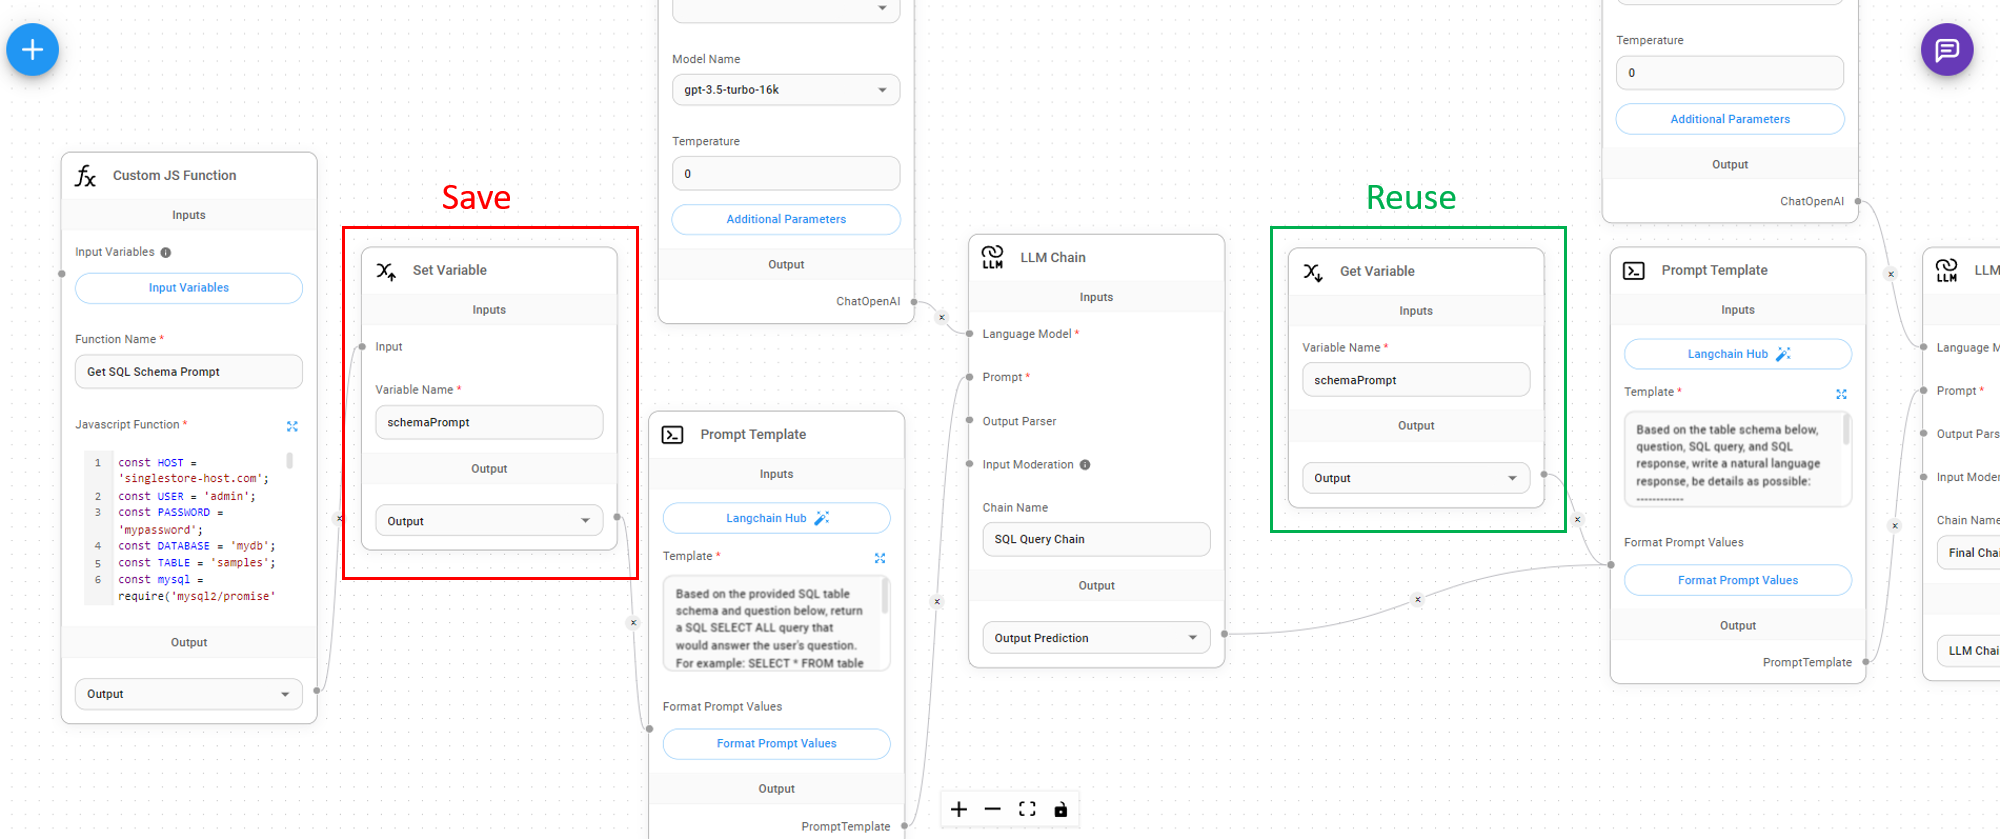 Custom JS Function
Inputs
Input Variables
Input Variables
Function Name *
Get SQL Schema Prompt
Javascript Function *
1 const HOST =
'singlestore-host.com';
2 const USER = 'admin';
3 const PASSWORD =
'mypassword';
4 const DATABASE = 'mydb';
5 const TABLE = 'samples';
6 const mysql =
require('mysql2/promise'
Output
Output
Save
Set Variable
Inputs
Input
Variable Name *
schemaPrompt
Output
Output
Model Name
gpt-3.5-turbo-16k
Temperature
0
Additional Parameters
Output
ChatOpenAI
Prompt Template
Inputs
Langchain Hub
Template *
Based on the provided SQL table
schema and question below, return
a SQL SELECT ALL query that
would answer the user's question.
For example: SELECT * FROM table
Format Prompt Values
Format Prompt Values
Output
PromptTemplate
LLM
LLM Chain
Inputs
Language Model *
Prompt *
Output Parser
Input Moderation
Chain Name
SQL Query Chain
Output
Output Prediction
Reuse
Get Variable
Inputs
Variable Name *
schemaPrompt
Output
Output
Temperature
0
Additional Parameters
Output
ChatOpenAI
Prompt Template
Inputs
Langchain Hub
Template *
Based on the table schema below,
question, SQL query, and SQL
response, write a natural language
response, be details as possible:
------------
Format Prompt Values
Format Prompt Values
Output
PromptTemplate
LLM
LLM
Language M
Prompt *
Output Pars
Input Moder
Chain Name
Final Chai
LLM Chai